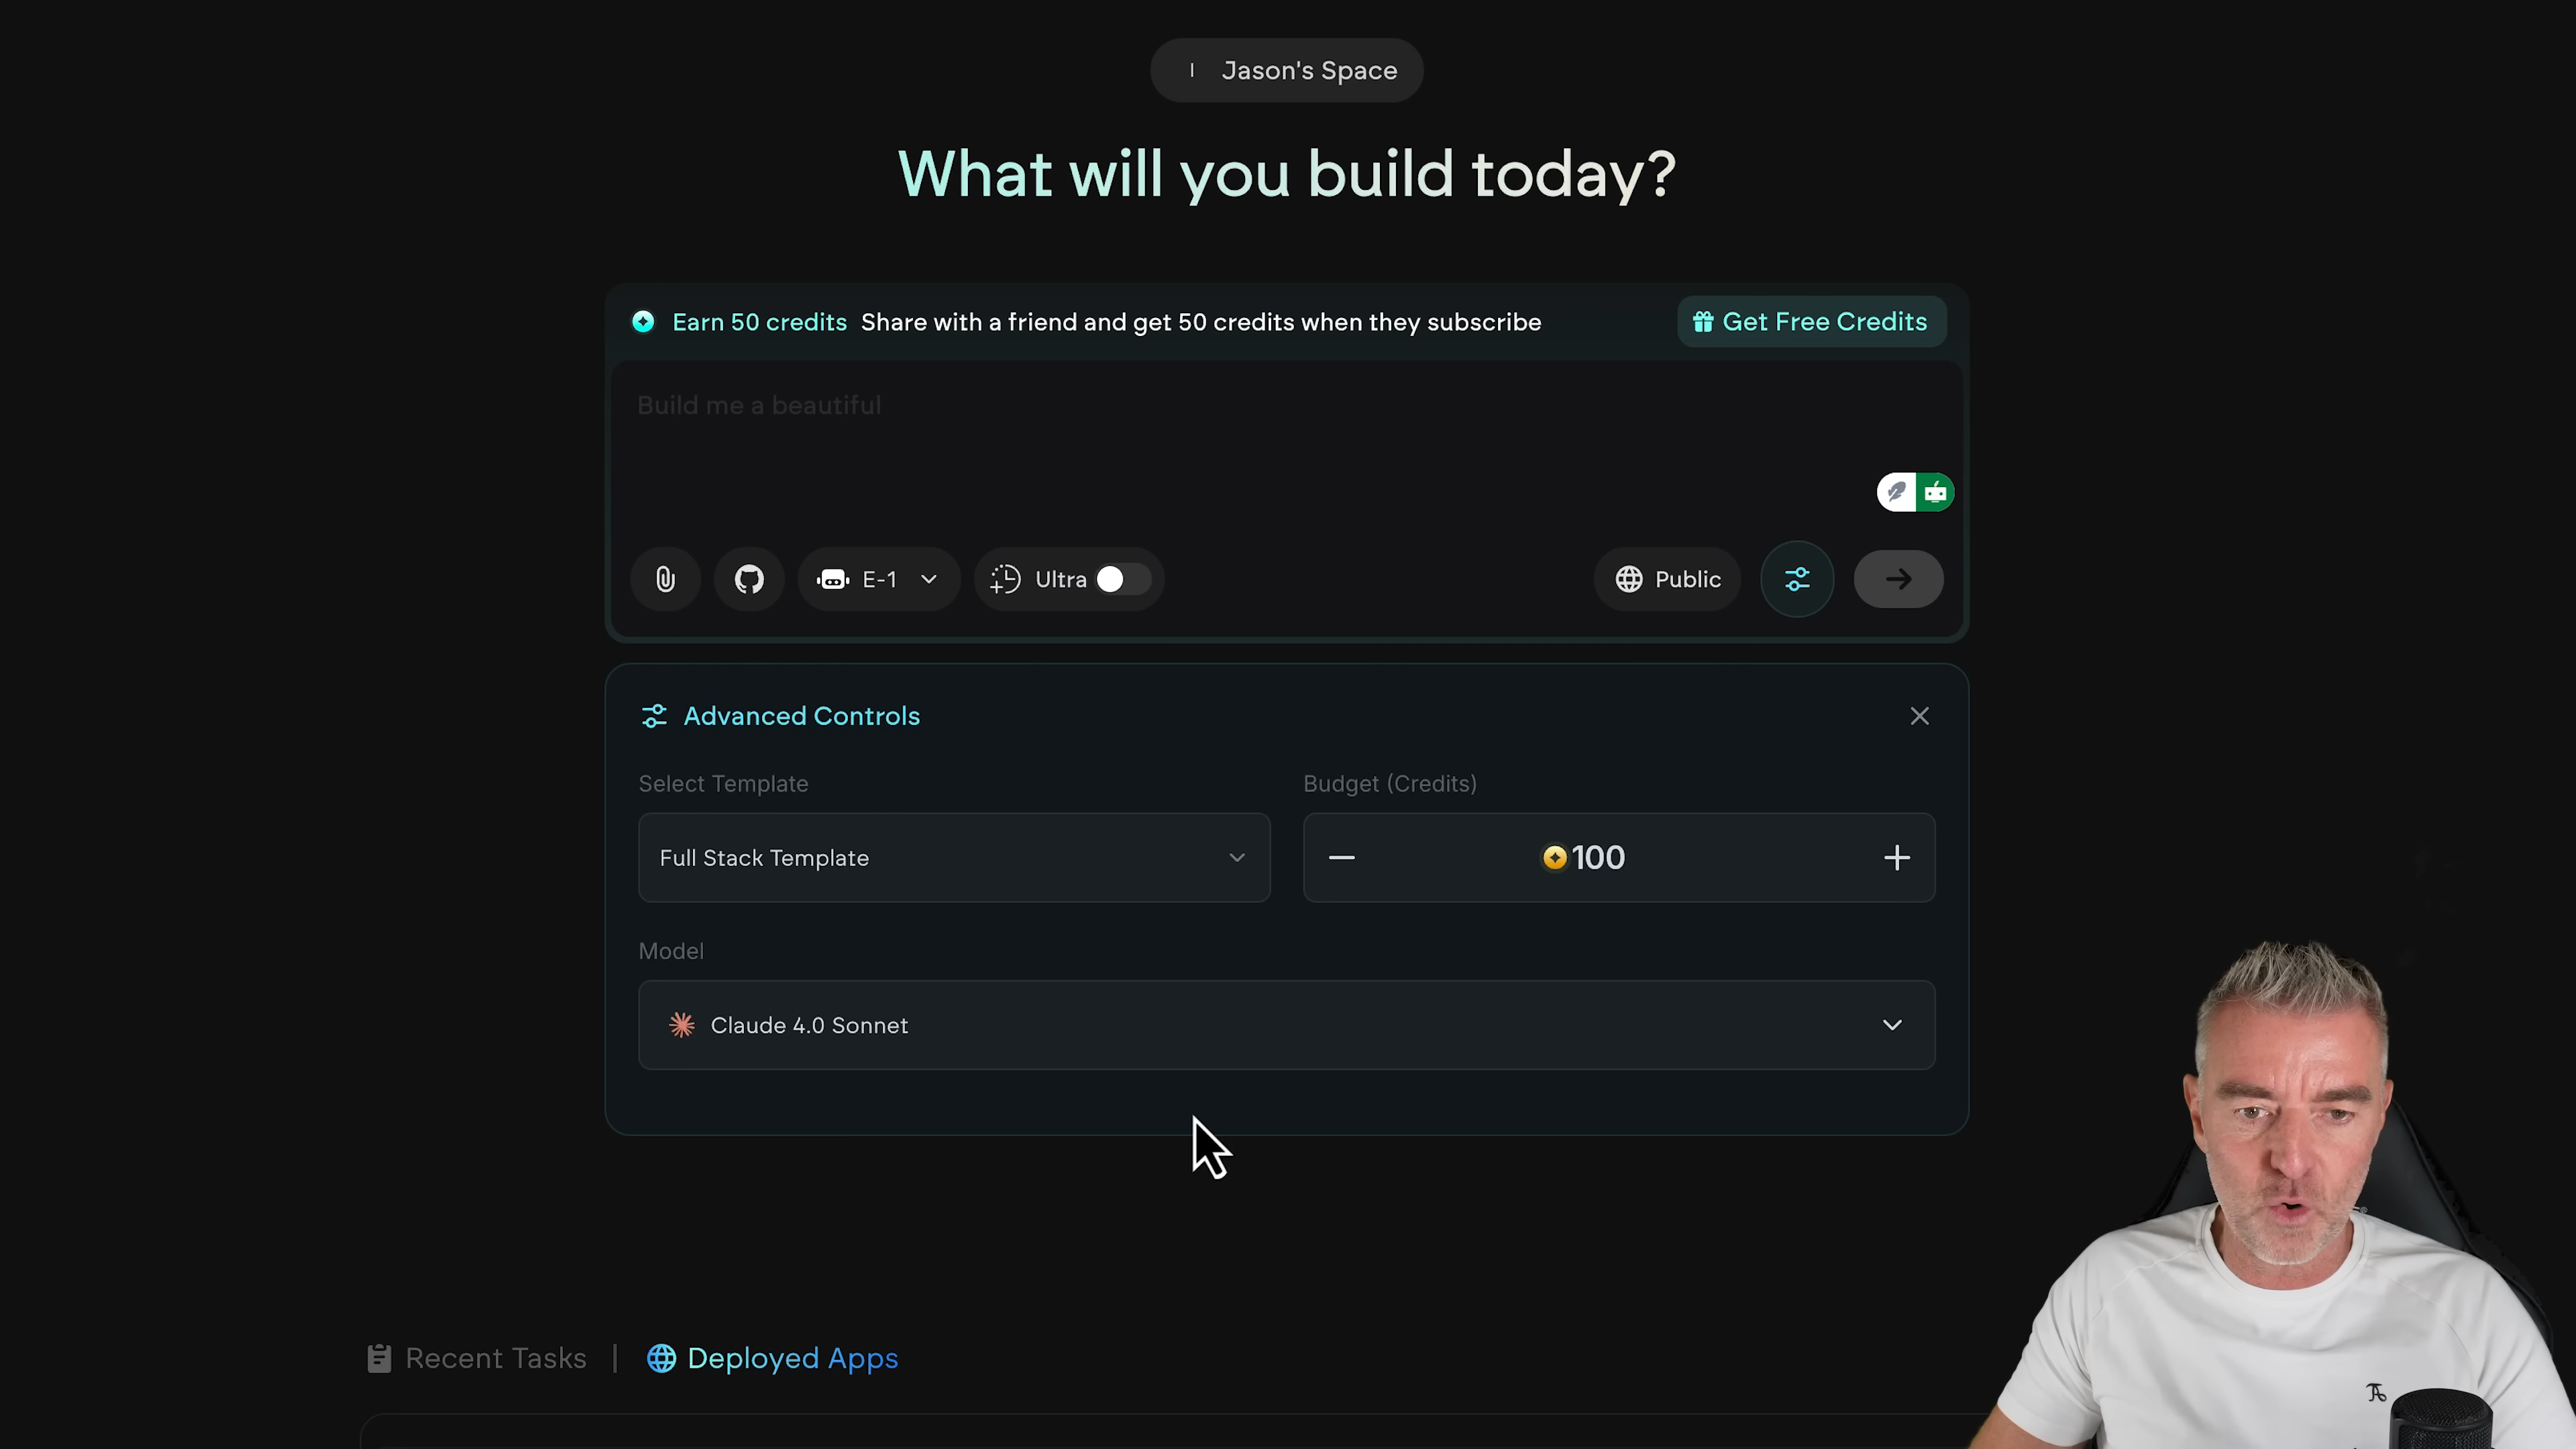 Jason's Space
What will you build today?
Earn 50 credits Share with a friend and get 50 credits when they subscribe
Get Free Credits
Build me a beautiful
E-1
Ultra
Public
Advanced Controls
Select Template
Budget (Credits)
Full Stack Template
100
Model
Claude 4.0 Sonnet
Recent Tasks | Deployed Apps